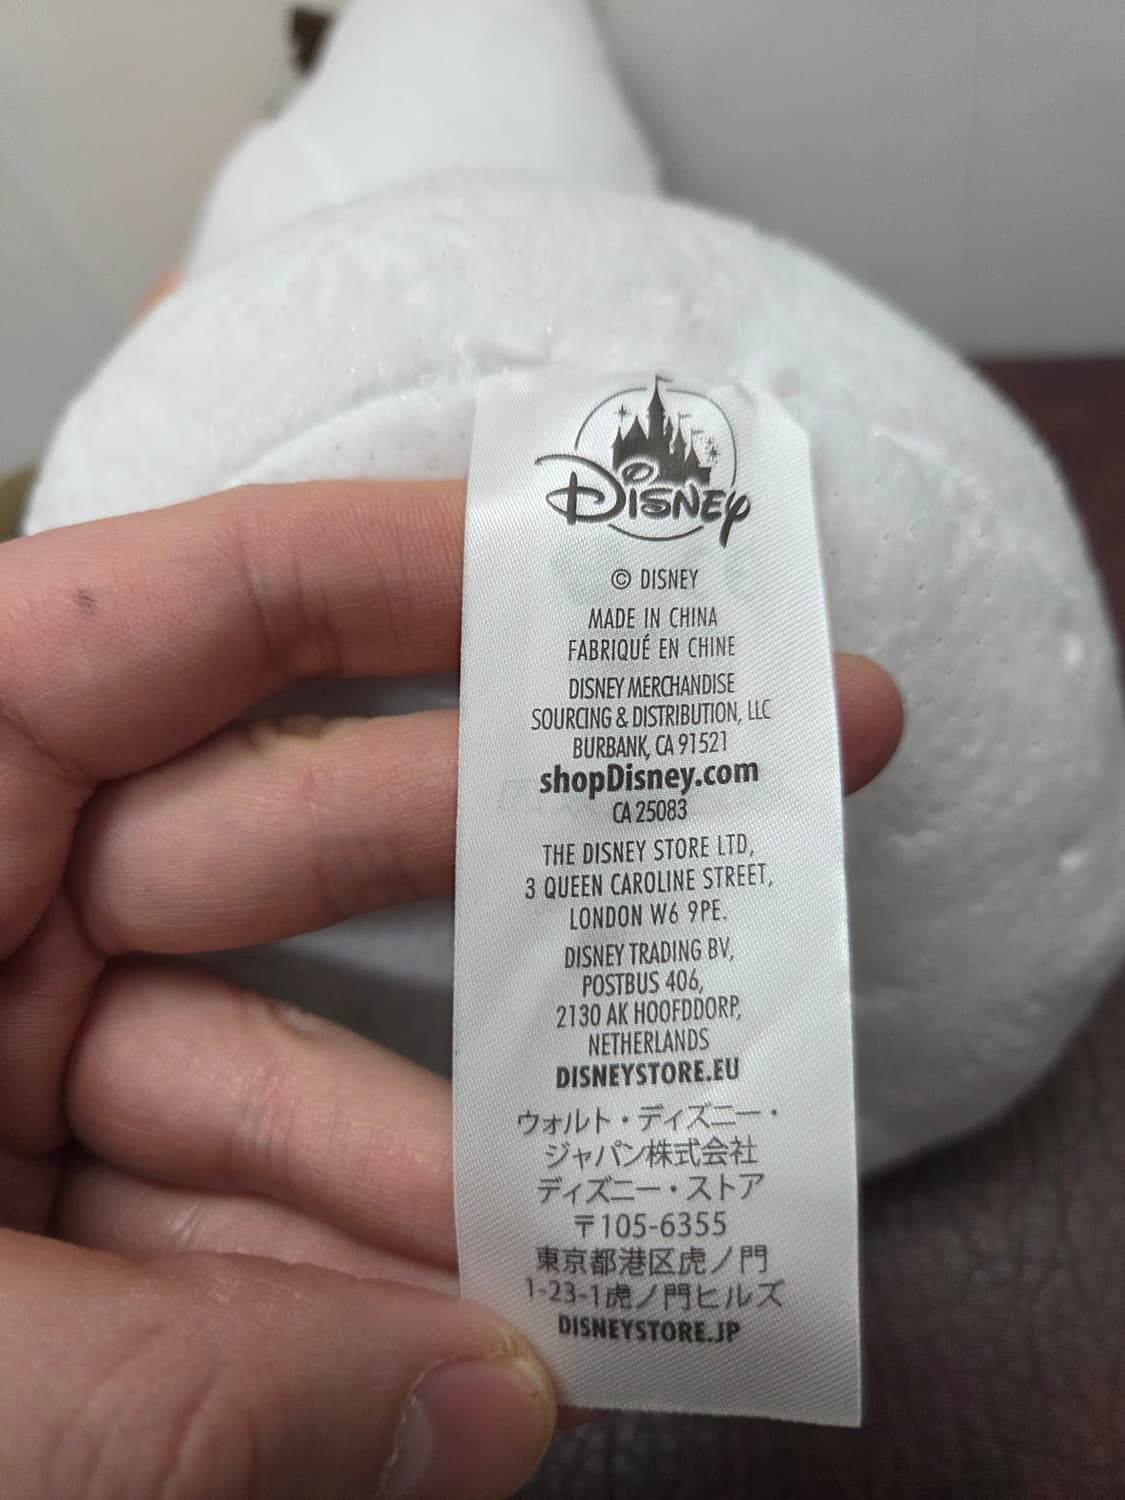 Disney
© DISNEY
MADE IN CHINA
FABRIQUÉ EN CHINE
DISNEY MERCHANDISE
SOURCING & DISTRIBUTION, LLC
BURBANK, CA 91521
shopDisney.com
CA 25083
THE DISNEY STORE LTD,
3 QUEEN CAROLINE STREET,
LONDON W6 9PE.
DISNEY TRADING BV,
POSTBUS 406,
2130 AK HOOFDDORP,
NETHERLANDS
DISNEYSTORE.EU
ウォルト・ディズニー・
ジャパン株式会社
ディズニー・ストア
〒105-6355
東京都港区虎ノ門
1-23-1虎ノ門ヒルズ
DISNEYSTORE.JP